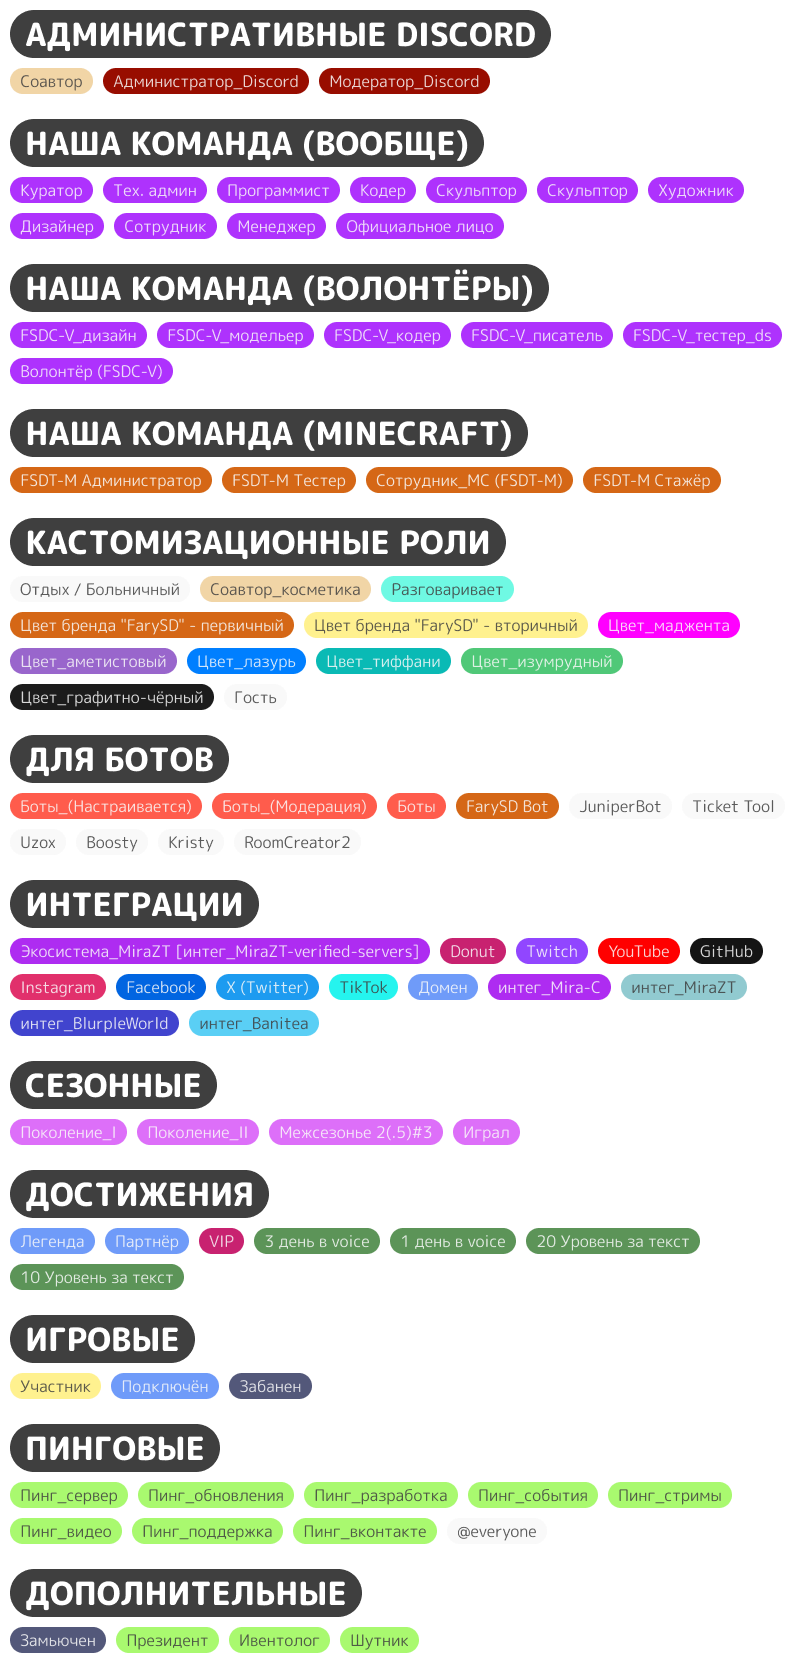 АДМИНИСТРАТИВНЫЕ DISCORD
Соавтор Администратор_Discord Модератор_Discord
НАША КОМАНДА (ВООБЩЕ)
Куратор Тех. админ Программист Кодер Скульптор Скульптор Художник
Дизайнер Сотрудник Менеджер Официальное лицо
НАША КОМАНДА (ВОЛОНТЁРЫ)
FSDC-V_дизайн FSDC-V_модельер FSDC-V_кодер FSDC-V_писатель FSDC-V_тестер_ds
Волонтёр (FSDC-V)
НАША КОМАНДА (MINECRAFT)
FSDT-M Администратор FSDT-M Тестер Сотрудник_МС (FSDT-M) FSDT-M Стажёр
КАСТОМИЗАЦИОННЫЕ РОЛИ
Отдых / Больничный Соавтор_косметика Разговаривает
Цвет бренда "FarySD" - первичный Цвет бренда "FarySD" - вторичный Цвет_маджента
Цвет_аметистовый Цвет_лазурь Цвет_тиффани Цвет_изумрудный
Цвет_графитно-чёрный Гость
ДЛЯ БОТОВ
Боты_(Настраивается) Боты_(Модерация) Боты FarySD Bot JuniperBot Ticket Tool
Uzox Boosty Kristy RoomCreator2
ИНТЕГРАЦИИ
Экосистема_MiraZT [интег_MiraZT-verified-servers] Donut Twitch YouTube GitHub
Instagram Facebook X (Twitter) TikTok Домен интег_Mira-C интег_MiraZT
интег_BlurpleWorld интег_Banitea
СЕЗОННЫЕ
Поколение_I Поколение_II Межсезонье 2(.5)#3 Играл
ДОСТИЖЕНИЯ
Легенда Партнёр VIP 3 день в voice 1 день в voice 20 Уровень за текст
10 Уровень за текст
ИГРОВЫЕ
Участник Подключён Забанен
ПИНГОВЫЕ
Пинг_сервер Пинг_обновления Пинг_разработка Пинг_события Пинг_стримы
Пинг_видео Пинг_поддержка Пинг_вконтакте @everyone
ДОПОЛНИТЕЛЬНЫЕ
Замьючен Президент Ивентолог Шутник